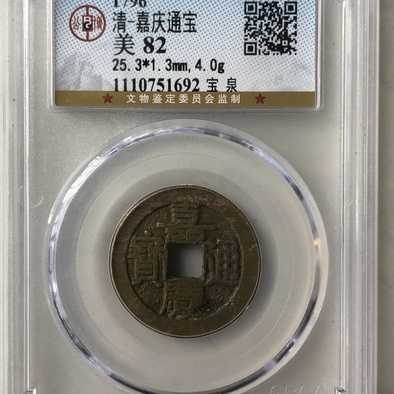 1796
清-嘉庆通宝
美 82
25.3*1.3mm,4.0g
1110751692 宝 泉
★ 文物鉴定委员会监制 ★
嘉
寶 通
慶